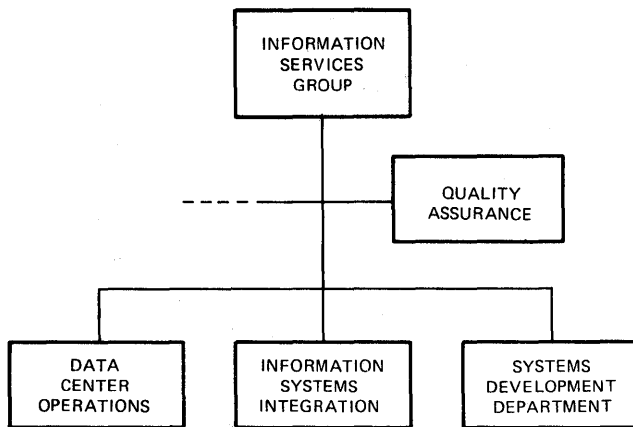 INFORMATION
SERVICES
GROUP
QUALITY
ASSURANCE
DATA
CENTER
OPERATIONS
INFORMATION
SYSTEMS
INTEGRATION
SYSTEMS
DEVELOPMENT
DEPARTMENT